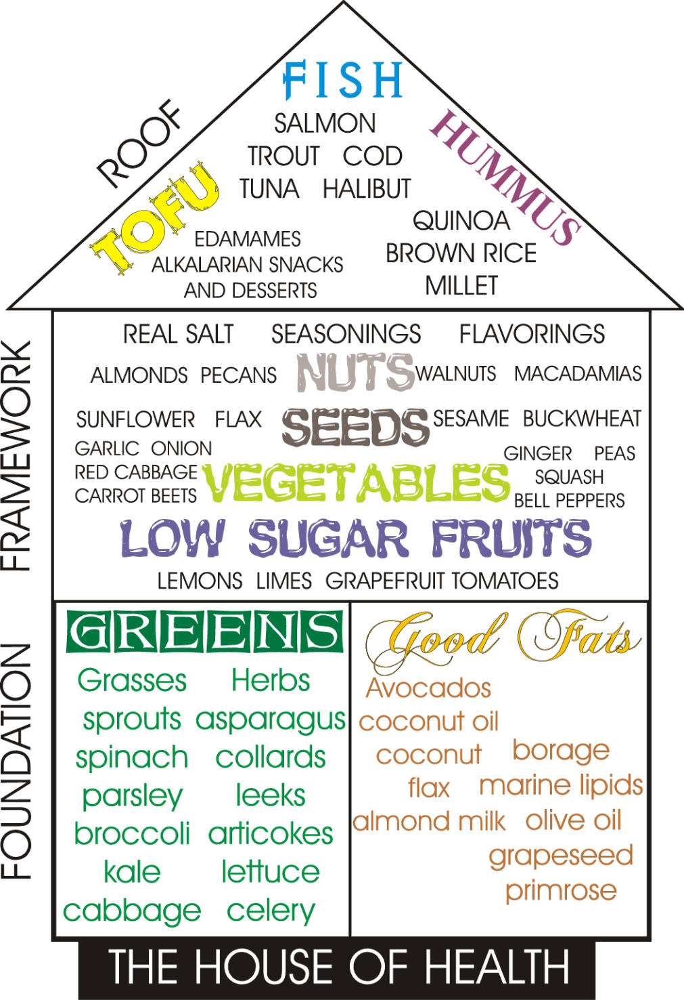 ROOF
FISH
SALMON
TROUT COD
TUNA HALIBUT
TOFU
EDAMAMES
ALKALARIAN SNACKS
AND DESSERTS
HUMMUS
QUINOA
BROWN RICE
MILLET
FRAMEWORK
REAL SALT SEASONINGS FLAVORINGS
ALMONDS PECANS NUTS WALNUTS MACADAMIAS
SUNFLOWER FLAX SEEDS SESAME BUCKWHEAT
GARLIC ONION
RED CABBAGE
CARROT BEETS
VEGETABLES
GINGER PEAS
SQUASH
BELL PEPPERS
LOW SUGAR FRUITS
LEMONS LIMES GRAPEFRUIT TOMATOES
FOUNDATION
GREENS
Grasses Herbs
sprouts asparagus
spinach collards
parsley leeks
broccoli articokes
kale lettuce
cabbage celery
Good Fats
Avocados
coconut oil
coconut borage
flax marine lipids
almond milk olive oil
grapeseed
primrose
THE HOUSE OF HEALTH